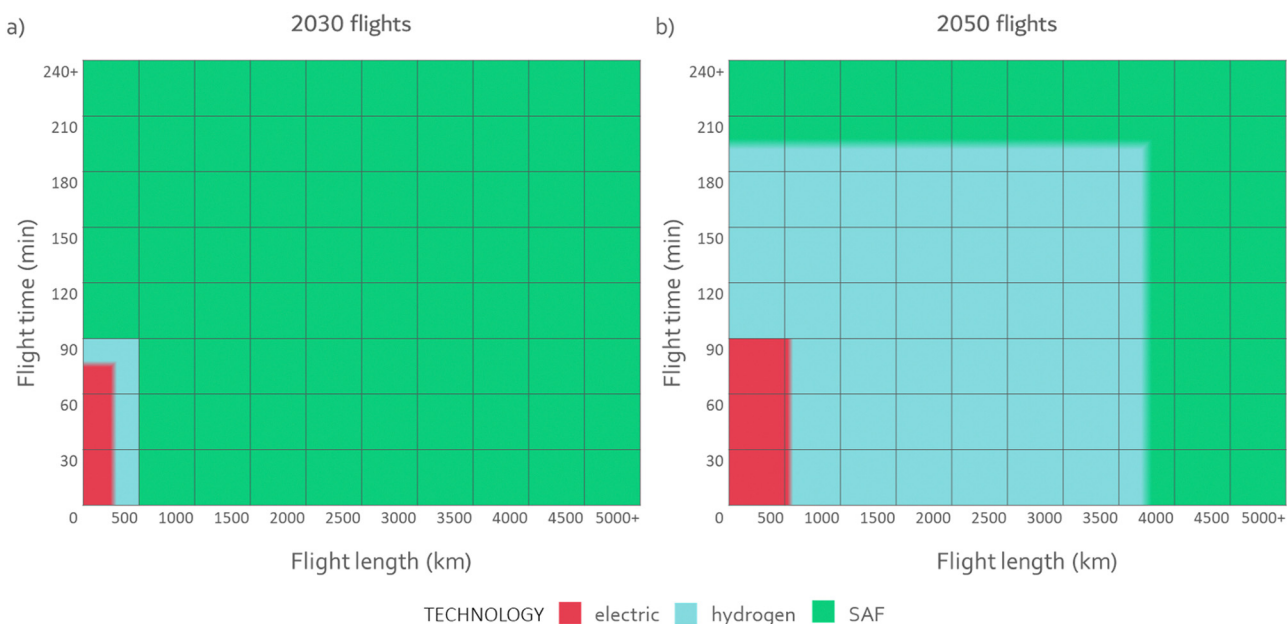 a)
2030 flights
240+
210
180
150
120
90
60
30
Flight time (min)
0 500 1000 1500 2000 2500 3000 3500 4000 4500 5000+
Flight length (km)
b)
2050 flights
240+
210
180
150
120
90
60
30
Flight time (min)
0 500 1000 1500 2000 2500 3000 3500 4000 4500 5000+
Flight length (km)
TECHNOLOGY electric hydrogen SAF